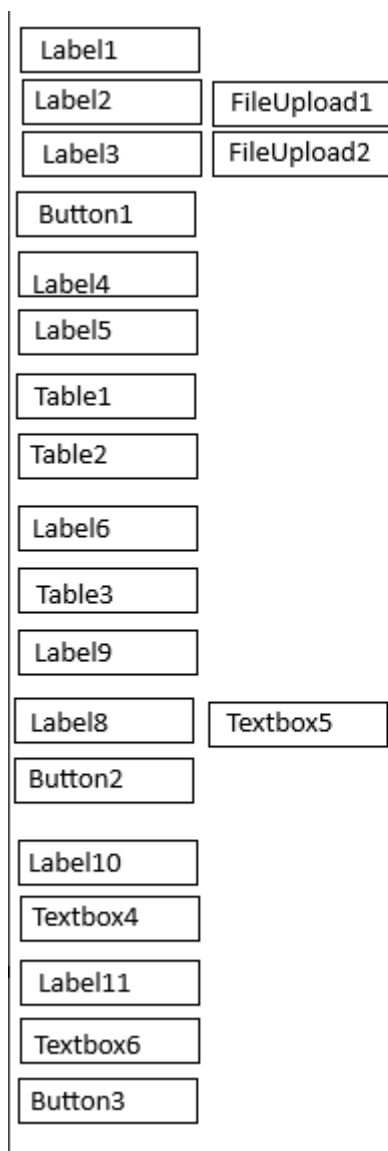 Label1
Label2 FileUpload1
Label3 FileUpload2
Button1
Label4
Label5
Table1
Table2
Label6
Table3
Label9
Label8 Textbox5
Button2
Label10
Textbox4
Label11
Textbox6
Button3